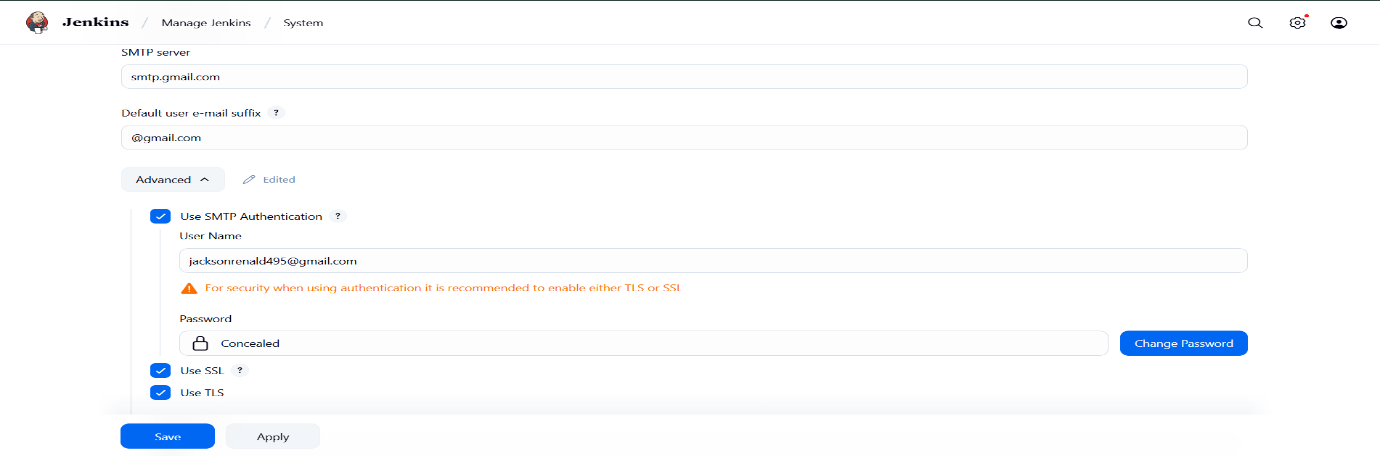 Jenkins / Manage Jenkins / System
SMTP server
smtp.gmail.com
Default user e-mail suffix ?
@gmail.com
Advanced Edited
Use SMTP Authentication ?
User Name
jacksonrenald495@gmail.com
For security when using authentication it is recommended to enable either TLS or SSL
Password
Concealed Change Password
Use SSL ?
Use TLS
Save Apply